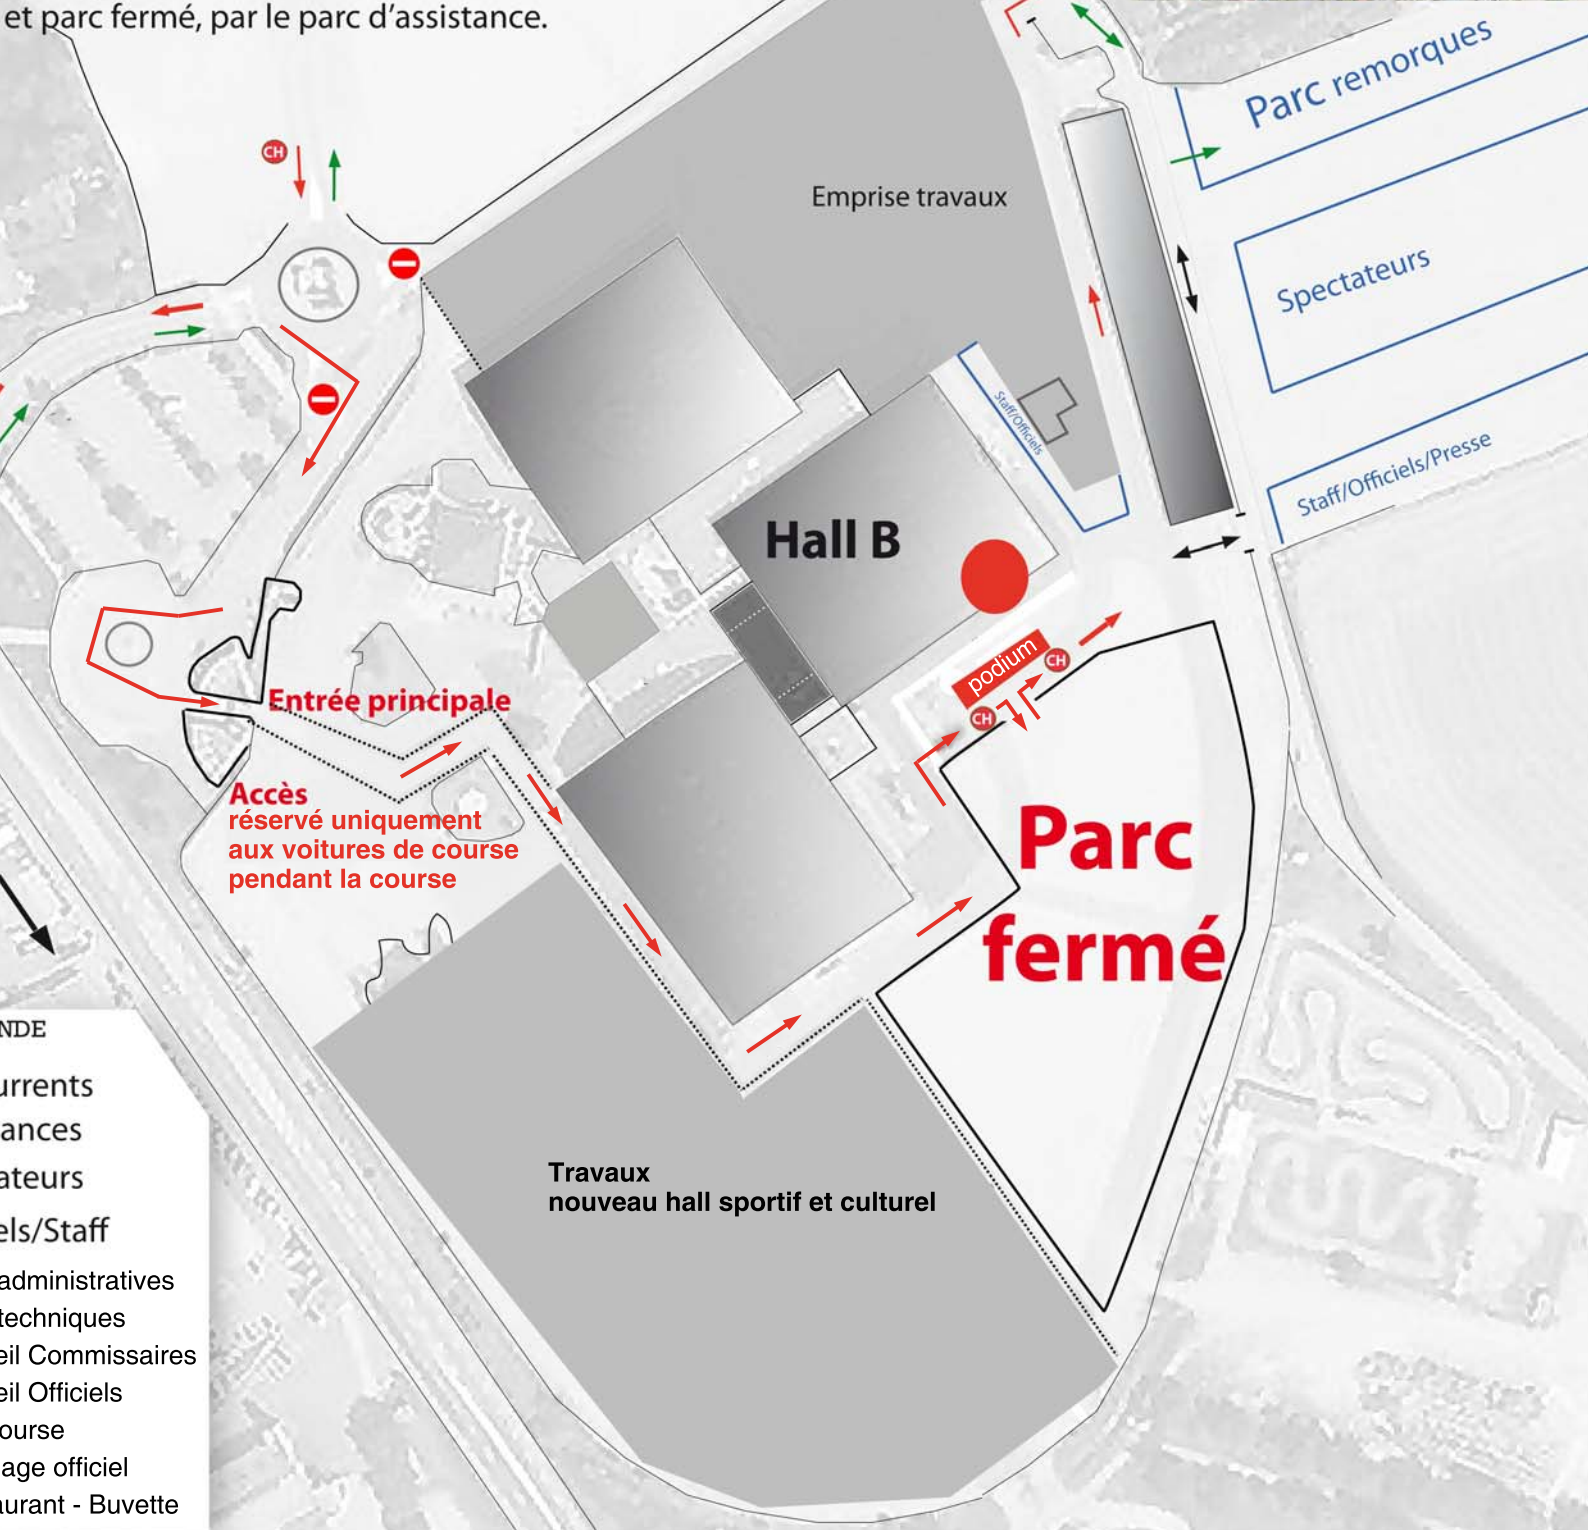 et parc fermé, par le parc d'assistance.
Parc remorques
CH
Emprise travaux
Spectateurs
Staff/Officiels
Staff/Officiels/Presse
Hall B
podium
CH
CH
Entrée principale
Accès
réservé uniquement
aux voitures de course
pendant la course
Parc
fermé
NDE
urrents
ances
ateurs
els/Staff
administratives
techniques
eil Commissaires
eil Officiels
ourse
age officiel
aurant - Buvette
Travaux
nouveau hall sportif et culturel